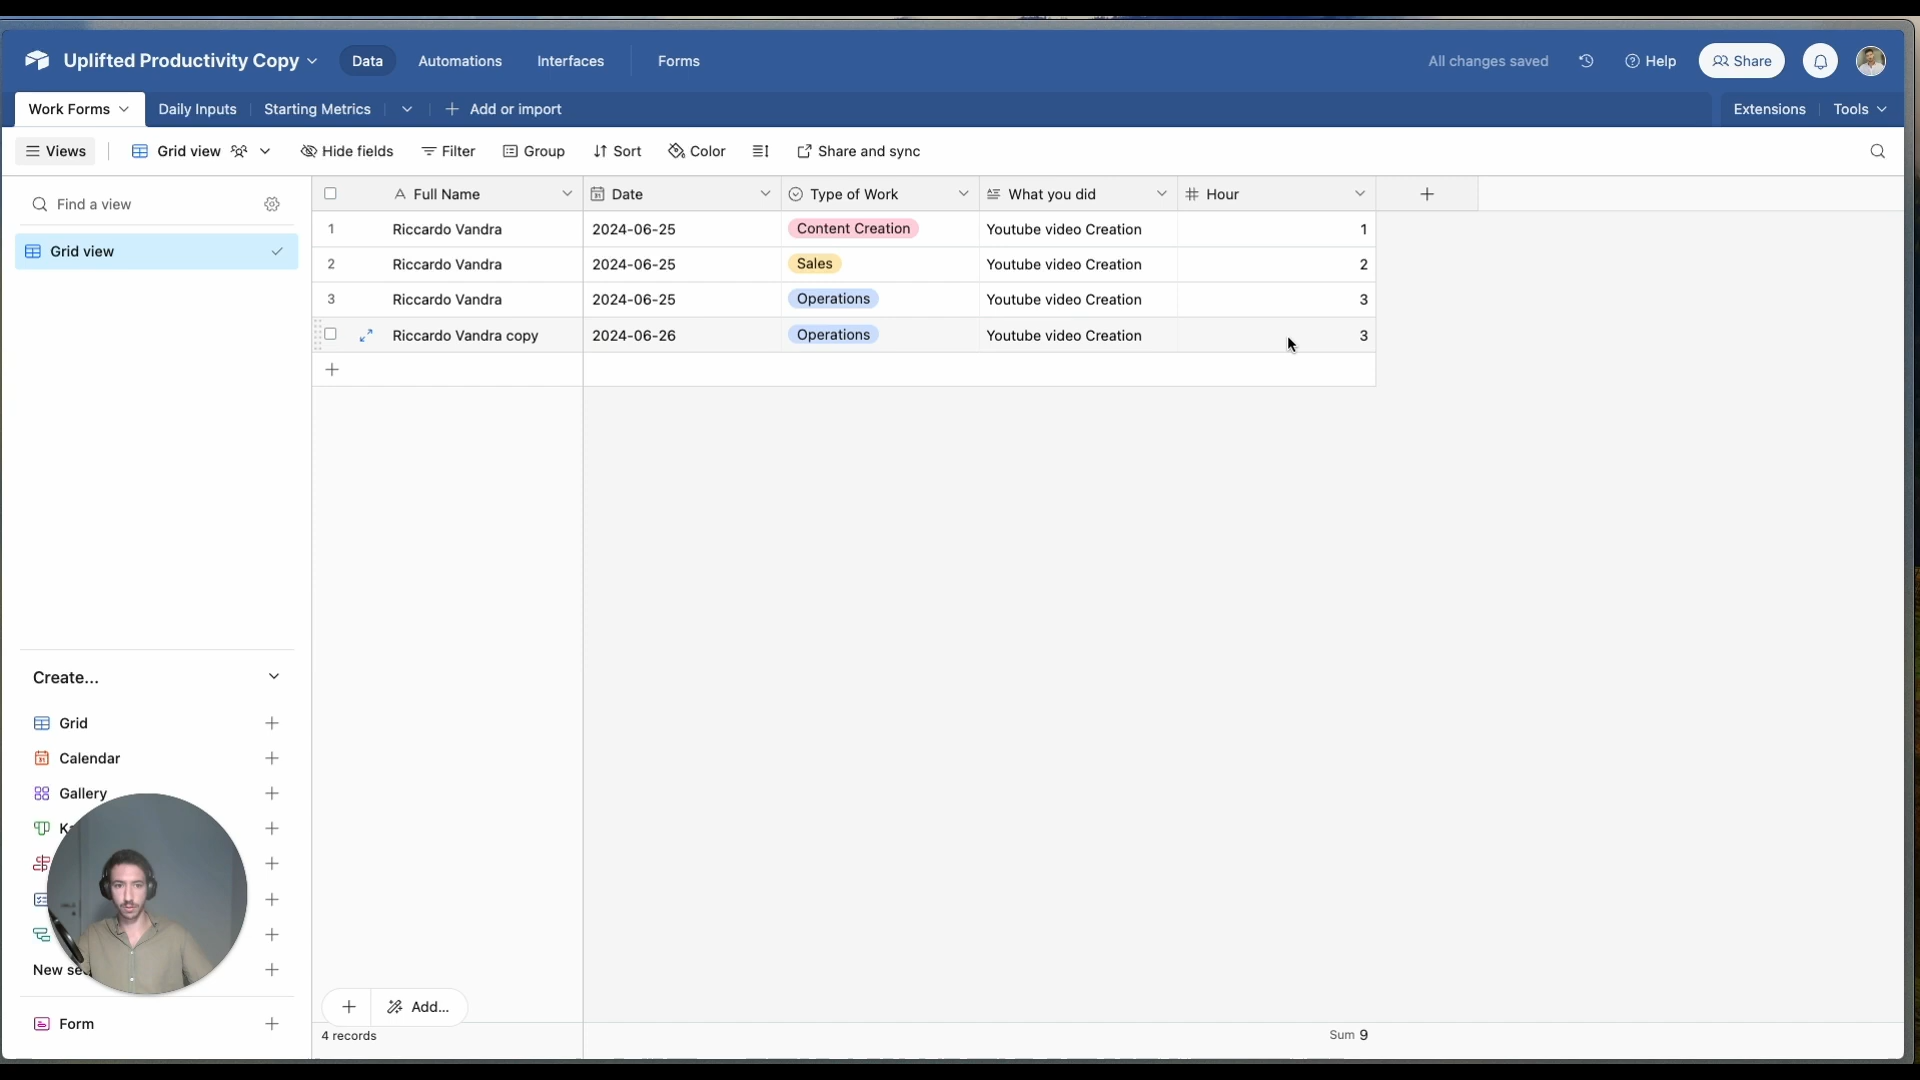 Uplifted Productivity Copy Data Automations Interfaces Forms All changes saved Help Share
Work Forms Daily Inputs Starting Metrics Add or import Extensions Tools
Views Grid view Hide fields Filter Group Sort Color Share and sync
Find a view
Grid view
Full Name Date Type of Work What you did Hour
1 Riccardo Vandra 2024-06-25 Content Creation Youtube video Creation 1
2 Riccardo Vandra 2024-06-25 Sales Youtube video Creation 2
3 Riccardo Vandra 2024-06-25 Operations Youtube video Creation 3
Riccardo Vandra copy 2024-06-26 Operations Youtube video Creation 3
Create...
Grid
Calendar
Gallery
Form
Add...
4 records Sum 9